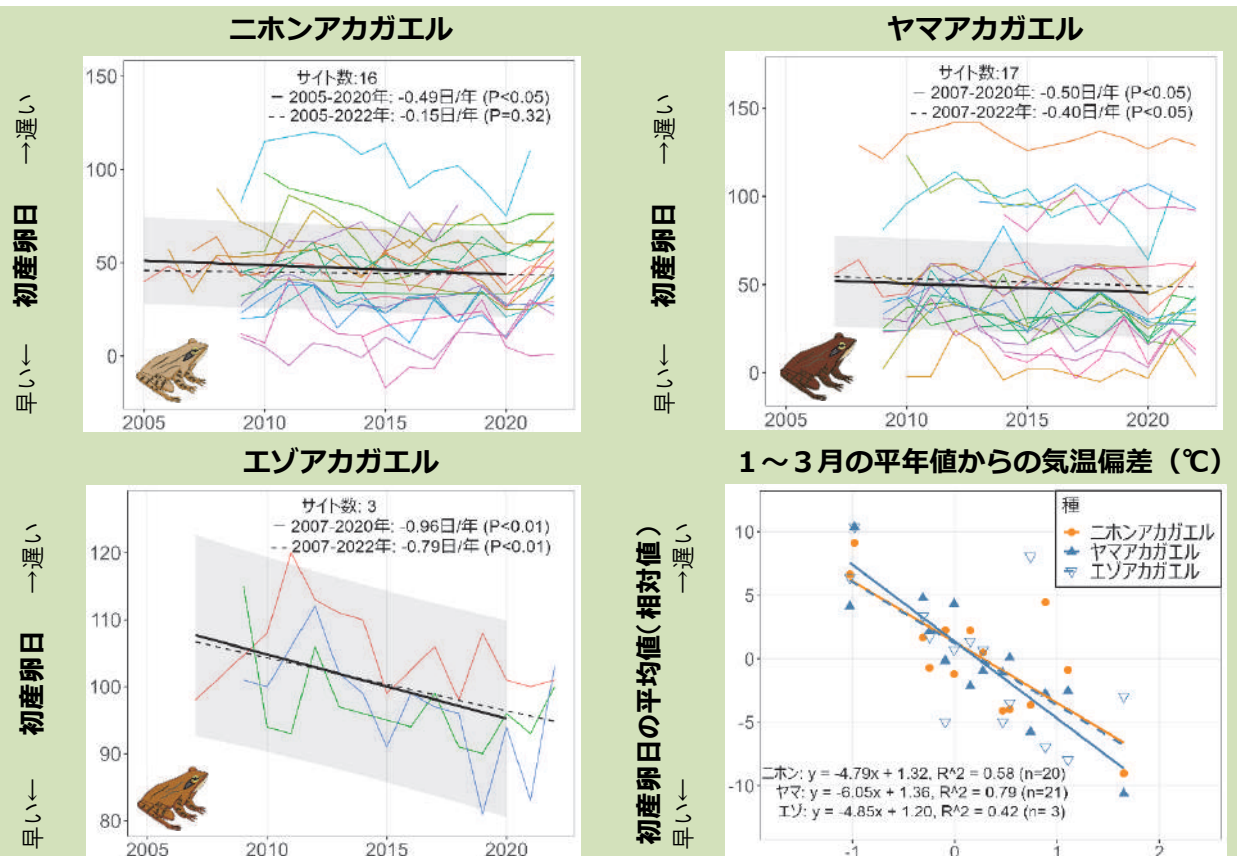 ニホンアカガエル
サイト数:16
2005-2020年: -0.49日/年 (P<0.05)
2005-2022年: -0.15日/年 (P=0.32)
150
100
50
0
2005 2010 2015 2020
→遅い
初産卵日
早い←
ヤマアカガエル
サイト数:17
2007-2020年: -0.50日/年 (P<0.05)
2007-2022年: -0.40日/年 (P<0.05)
150
100
50
0
2005 2010 2015 2020
→遅い
初産卵日
早い←
エゾアカガエル
サイト数: 3
2007-2020年: -0.96日/年 (P<0.01)
2007-2022年: -0.79日/年 (P<0.01)
120
110
100
90
80
2005 2010 2015 2020
→遅い
初産卵日
早い←
1~3月の平年値からの気温偏差(℃)
種
ニホンアカガエル
ヤマアカガエル
エゾアカガエル
10
5
0
-5
-10
ニホン: y = -4.79x + 1.32, R^2 = 0.58 (n=20)
ヤマ: y = -6.05x + 1.36, R^2 = 0.79 (n=21)
エゾ: y = -4.85x + 1.20, R^2 = 0.42 (n= 3)
-1 0 1 2
初産卵日の平均値(相対値)
→遅い
早い←